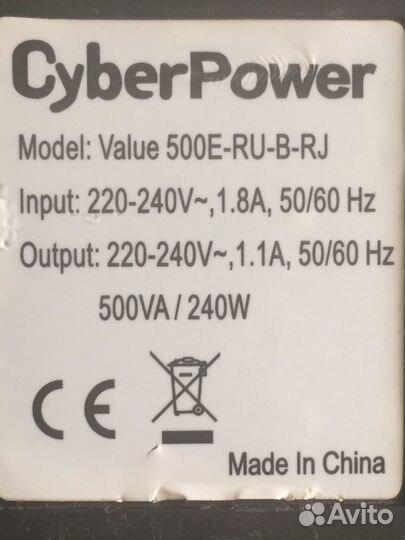 CyberPower
Model: Value 500E-RU-B-RJ
Input: 220-240V~,1.8A, 50/60 Hz
Output: 220-240V~,1.1A, 50/60 Hz
500VA / 240W
CE
Made In China
Avito